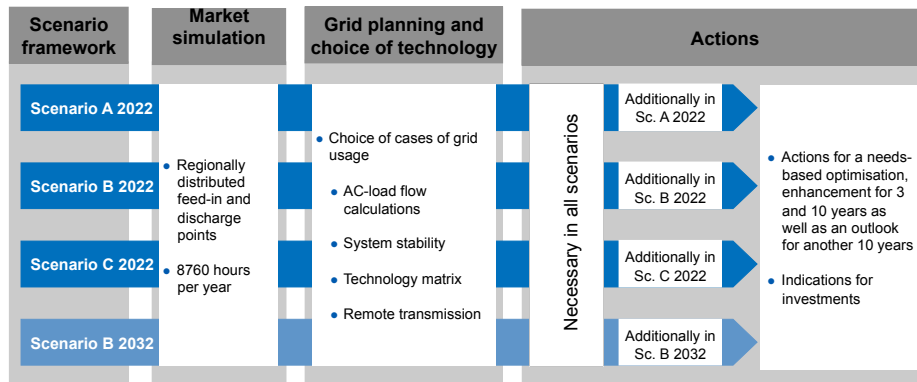 Scenario
framework
Market
simulation
Grid planning and
choice of technology
Actions
Scenario A 2022
Scenario B 2022
Scenario C 2022
Scenario B 2032
• Regionally
distributed
feed-in and
discharge
points
• 8760 hours
per year
• Choice of cases of grid
usage
• AC-load flow
calculations
• System stability
• Technology matrix
• Remote transmission
Necessary in all scenarios
Additionally in
Sc. A 2022
Additionally in
Sc. B 2022
Additionally in
Sc. C 2022
Additionally in
Sc. B 2032
• Actions for a needs-
based optimisation,
enhancement for 3
and 10 years as
well as an outlook
for another 10 years
• Indications for
investments